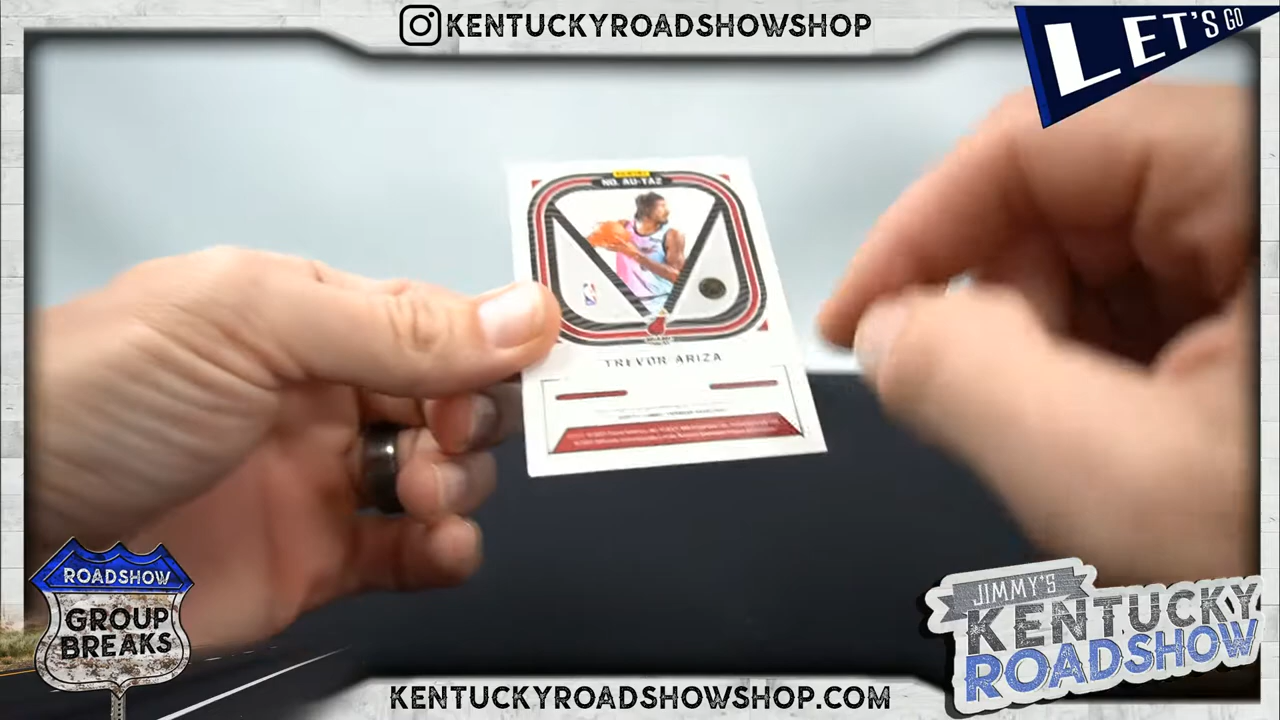 KENTUCKYROADSHOWSHOP
LET'S GO
NO. AU-TAZ
TREVOR ARIZA
ROADSHOW
GROUP
BREAKS
JIMMY'S
KENTUCKY
ROADSHOW
KENTUCKYROADSHOWSHOP.COM